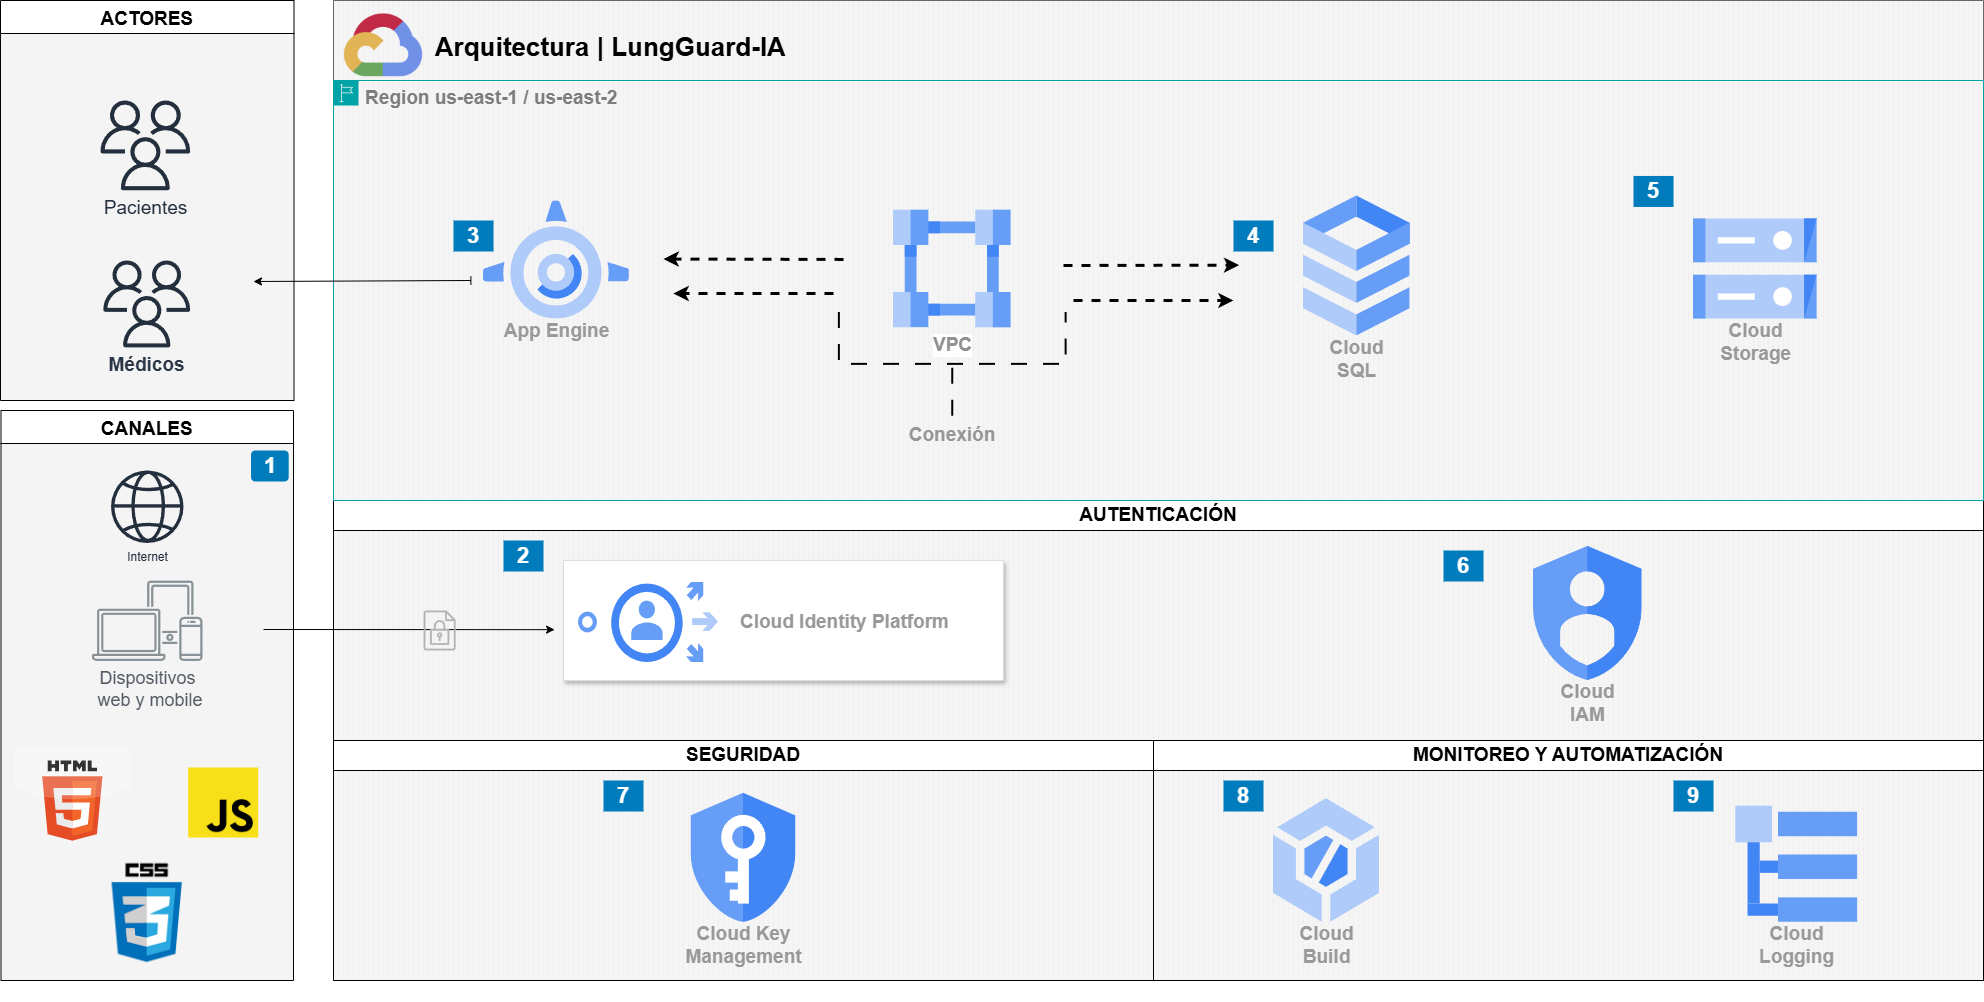 ACTORES
Pacientes
Médicos
CANALES
1
Internet
Dispositivos
web y mobile
HTML
5
JS
CSS
3
Arquitectura | LungGuard-IA
Region us-east-1 / us-east-2
3
App Engine
VPC
Conexión
4
Cloud
SQL
5
Cloud
Storage
AUTENTICACIÓN
2
Cloud Identity Platform
6
Cloud
IAM
SEGURIDAD
7
Cloud Key
Management
MONITOREO Y AUTOMATIZACIÓN
8
Cloud
Build
9
Cloud
Logging